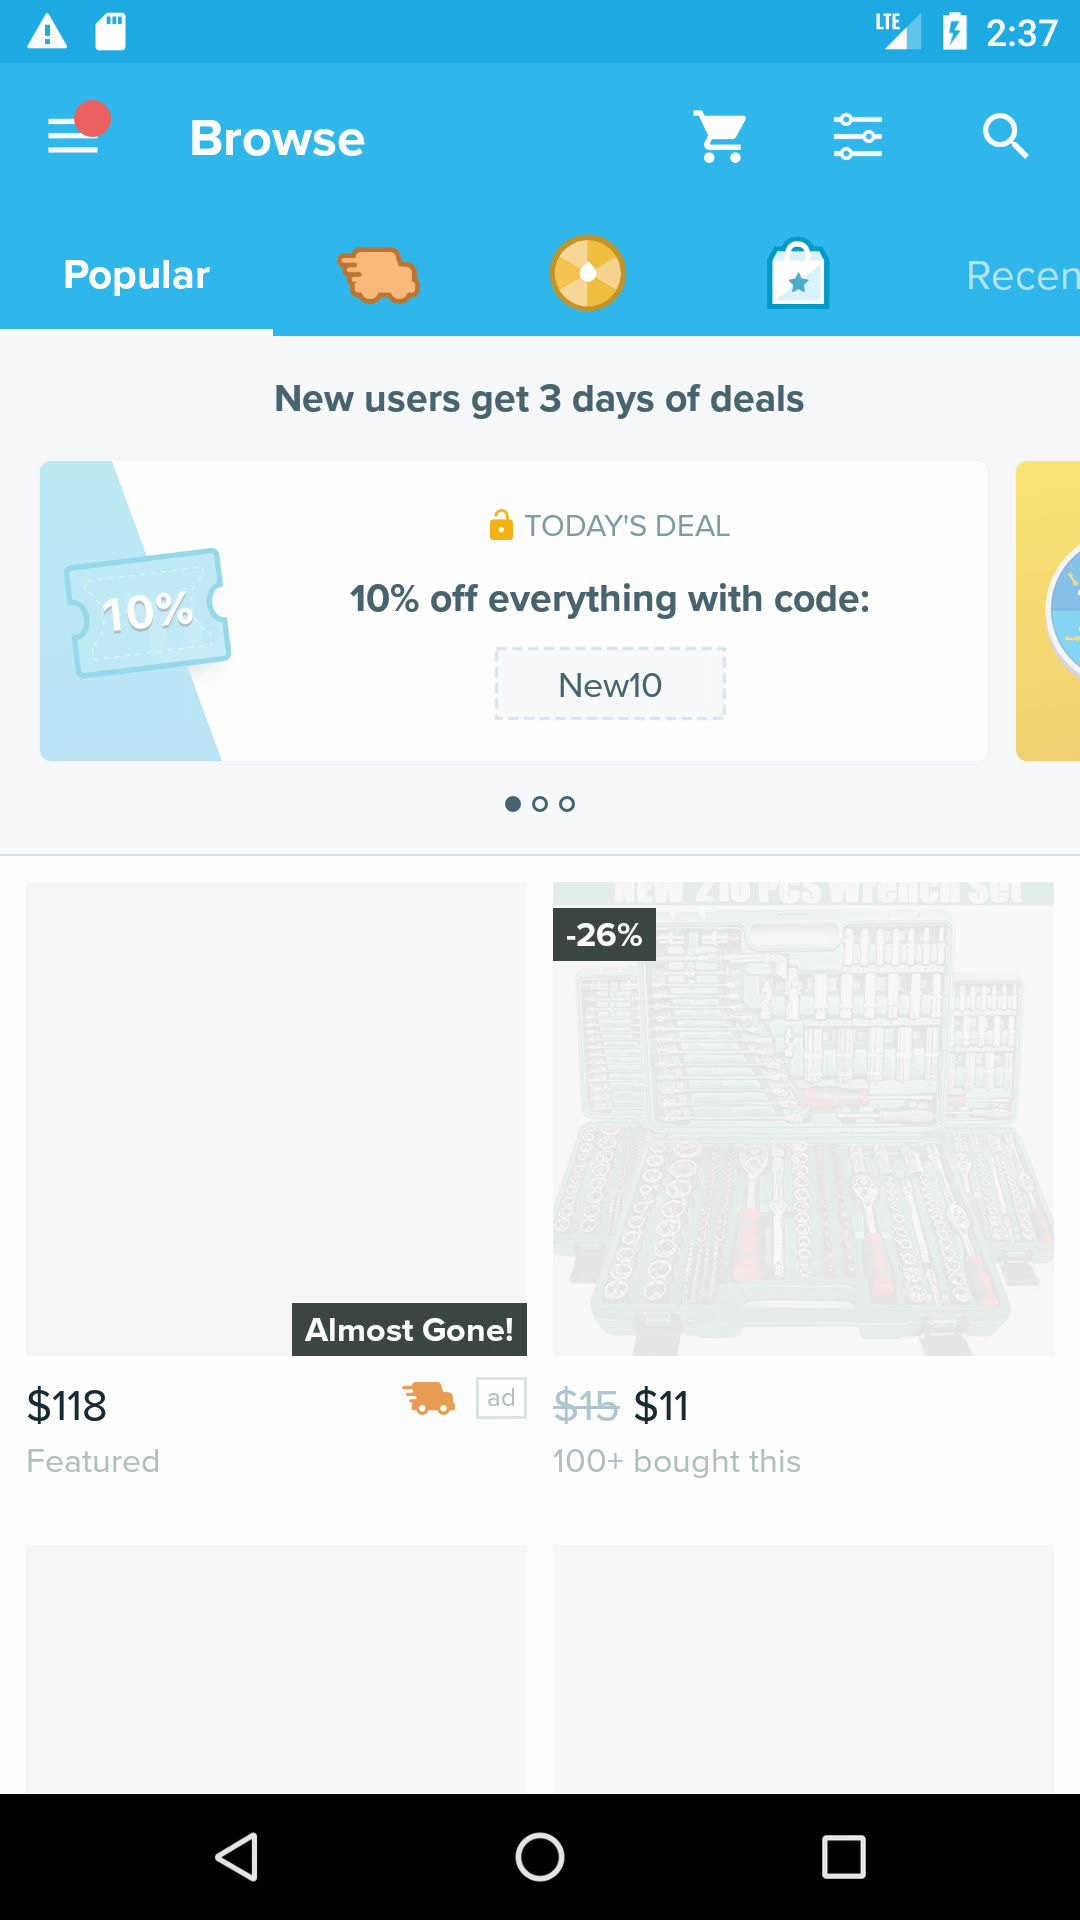 LTE 2:37
Browse
Popular
Recen
New users get 3 days of deals
TODAY'S DEAL
10% off everything with code:
10%
New10
NEW 210 PCS Wrench Set
-26%
Almost Gone!
$118 ad
Featured
$15 $11
100+ bought this